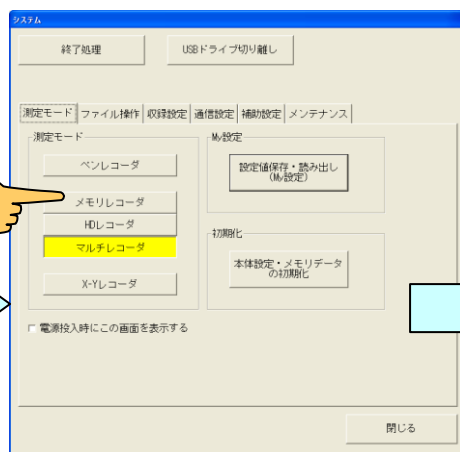 システム
終了処理
USBドライブ切り離し
測定モード
ファイル操作
収録設定
通信設定
補助設定
メンテナンス
測定モード
ペンレコーダ
メモリレコーダ
HDレコーダ
マルチレコーダ
X-Yレコーダ
My設定
設定値保存・読み出し
(My設定)
初期化
本体設定・メモリデータ
の初期化
電源投入時にこの画面を表示する
閉じる